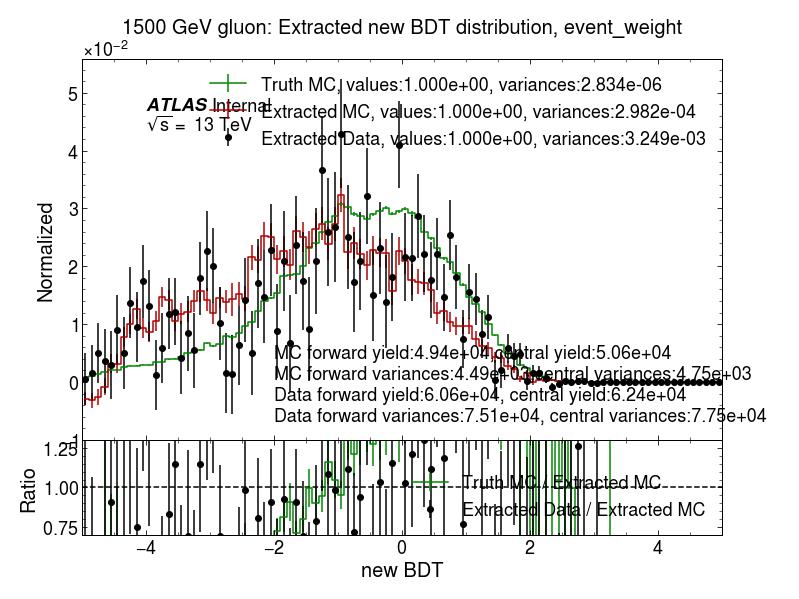 1500 GeV gluon: Extracted new BDT distribution, event_weight
×10⁻²
Truth MC, values:1.000e+00, variances:2.834e-06
ATLAS Internal
Extracted MC, values:1.000e+00, variances:2.982e-04
√s = 13 TeV
Extracted Data, values:1.000e+00, variances:3.249e-03
5
4
3
2
1
0
−1
Normalized
MC forward yield:4.94e+04, central yield:5.06e+04
MC forward variances:4.49e+03, central variances:4.75e+03
Data forward yield:6.06e+04, central yield:6.24e+04
Data forward variances:7.51e+04, central variances:7.75e+04
1.25
1.00
0.75
Ratio
Truth MC / Extracted MC
Extracted Data / Extracted MC
−4 −2 0 2 4
new BDT